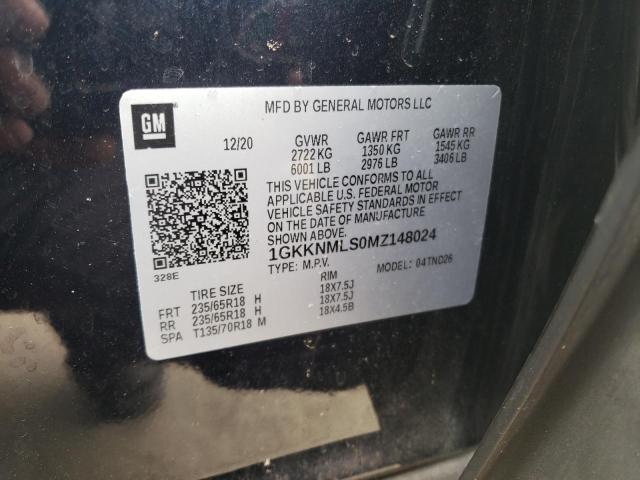 MFD BY GENERAL MOTORS LLC
GM
12/20 GVWR GAWR FRT GAWR RR
2722 KG 1350 KG 1545 KG
6001 LB 2976 LB 3406 LB
THIS VEHICLE CONFORMS TO ALL
APPLICABLE U.S. FEDERAL MOTOR
VEHICLE SAFETY STANDARDS IN EFFECT
ON THE DATE OF MANUFACTURE
SHOWN ABOVE.
1GKKNMLS0MZ148024
328E
TYPE: M.P.V. MODEL: 04TND26
TIRE SIZE RIM
FRT 235/65R18 H 18X7.5J
RR 235/65R18 H 18X7.5J
SPA T135/70R18 M 18X4.5B